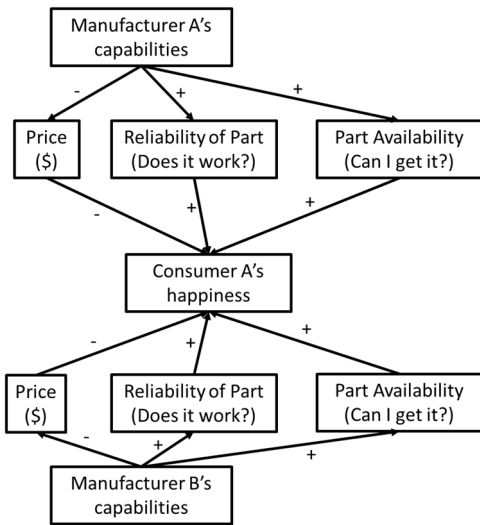 Manufacturer A's
capabilities
-
+
+
Price
($)
Reliability of Part
(Does it work?)
Part Availability
(Can I get it?)
-
+
+
Consumer A's
happiness
-
+
+
Price
($)
Reliability of Part
(Does it work?)
Part Availability
(Can I get it?)
-
+
+
Manufacturer B's
capabilities